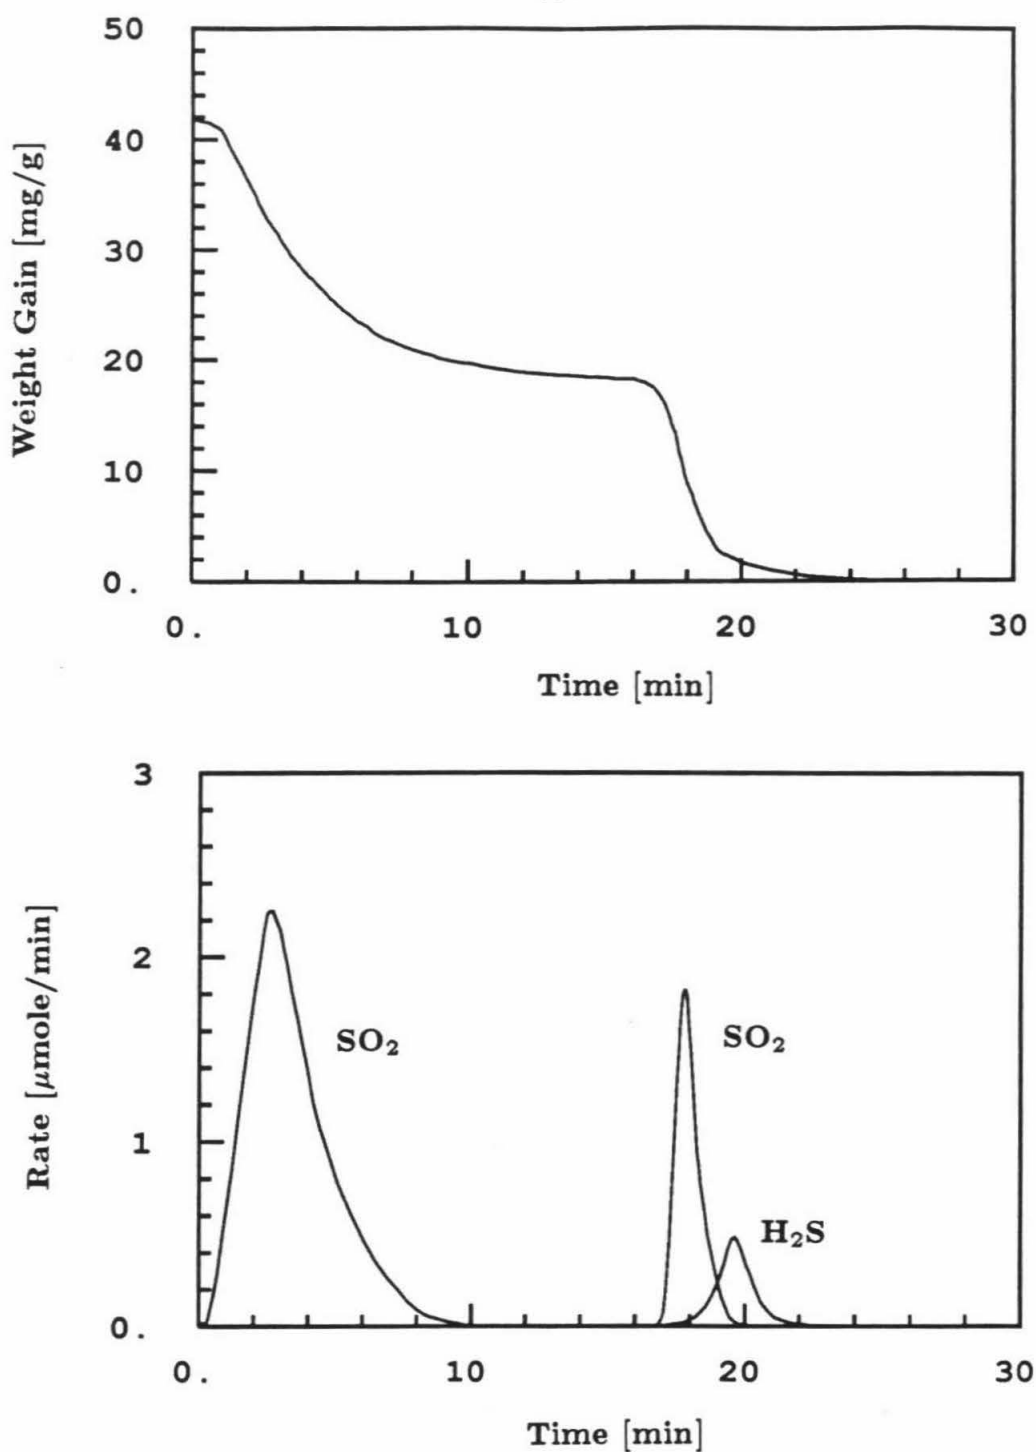 50
40
30
20
10
0.
Weight Gain [mg/g]
0. 10 20 30
Time [min]
3
2
1
0.
Rate [μmole/min]
SO₂ SO₂
H₂S
0. 10 20 30
Time [min]